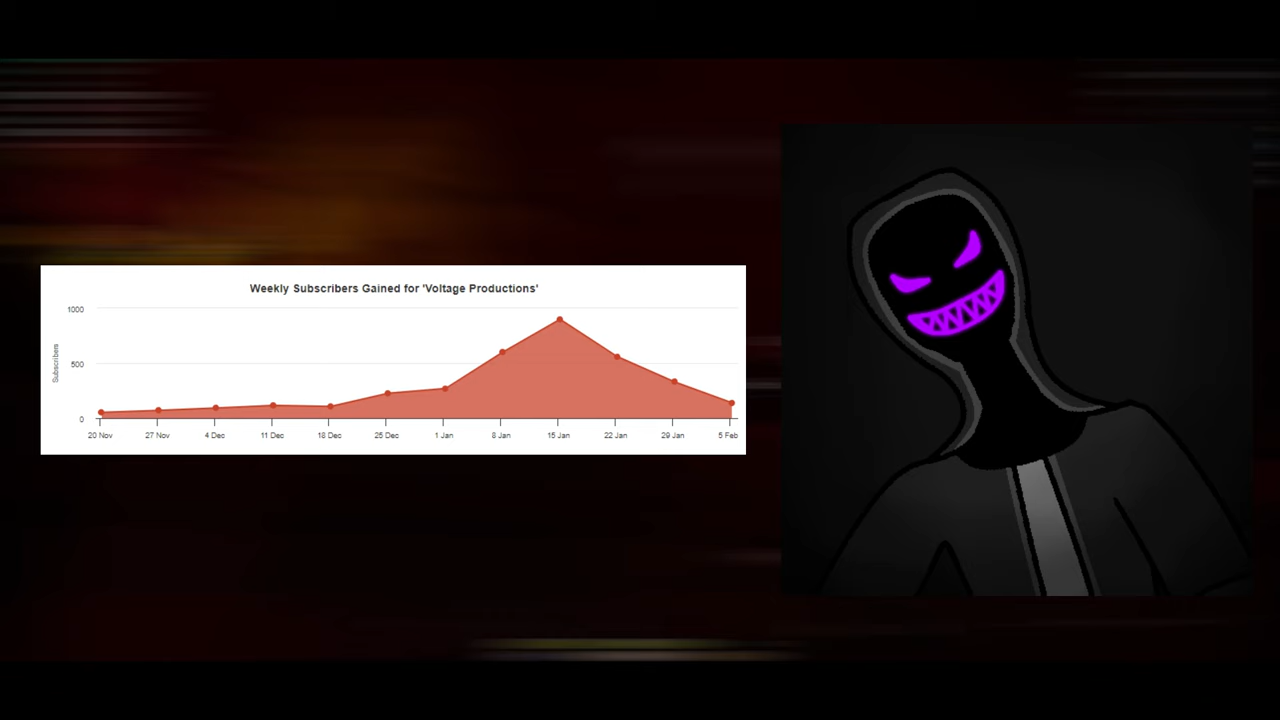 Weekly Subscribers Gained for 'Voltage Productions'
1000
500
0
Subscribers
20 Nov 27 Nov 4 Dec 11 Dec 18 Dec 25 Dec 1 Jan 8 Jan 15 Jan 22 Jan 29 Jan 5 Feb